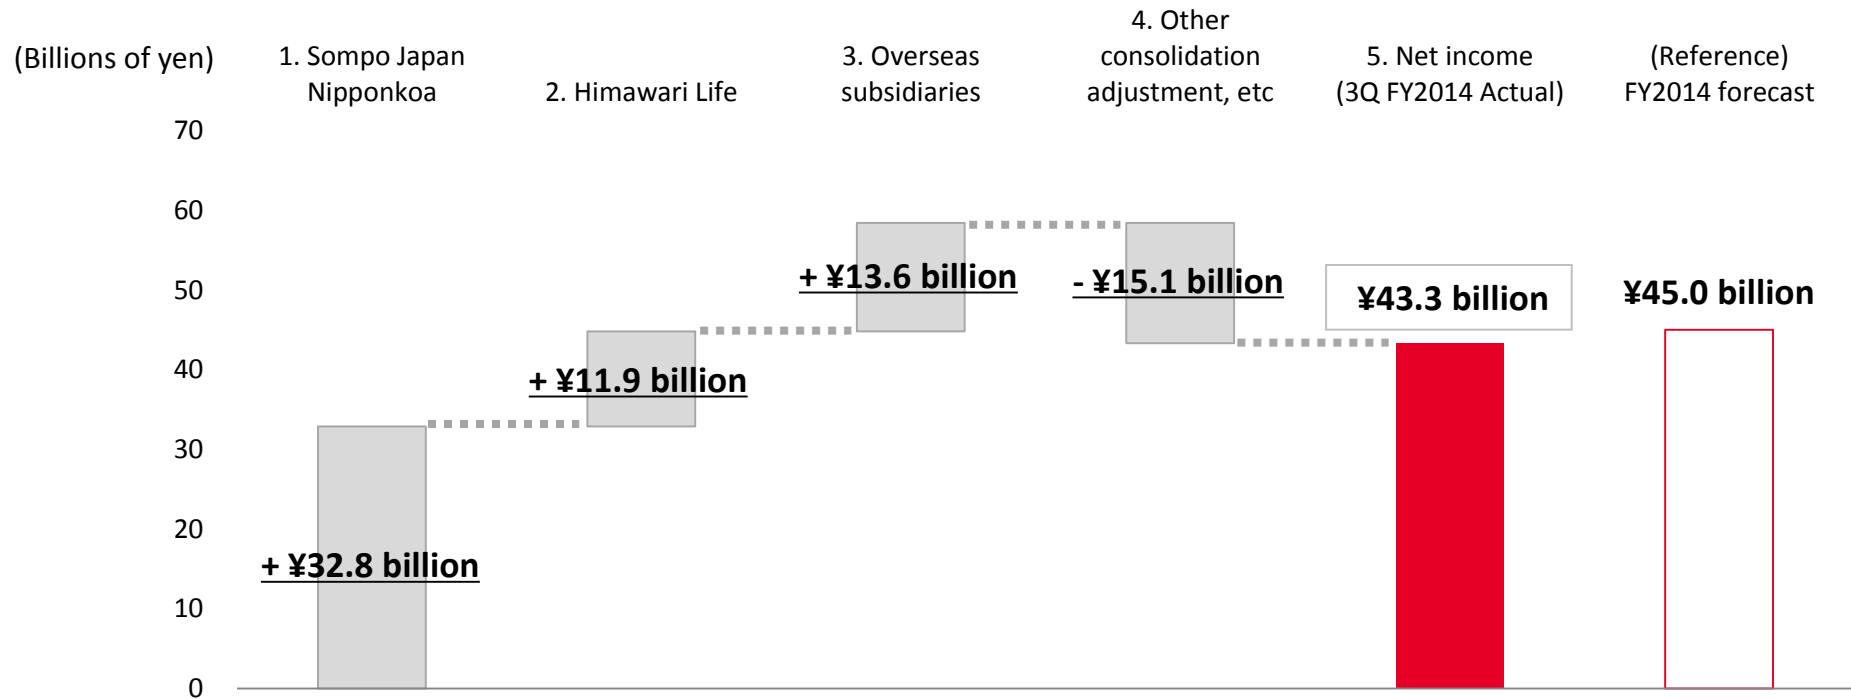 (Billions of yen)
1. Sompo Japan
Nipponkoa
2. Himawari Life
3. Overseas
subsidiaries
4. Other
consolidation
adjustment, etc
5. Net income
(3Q FY2014 Actual)
(Reference)
FY2014 forecast
70
60
50
40
30
20
10
0
+ ¥32.8 billion
+ ¥11.9 billion
+ ¥13.6 billion
- ¥15.1 billion
¥43.3 billion
¥45.0 billion